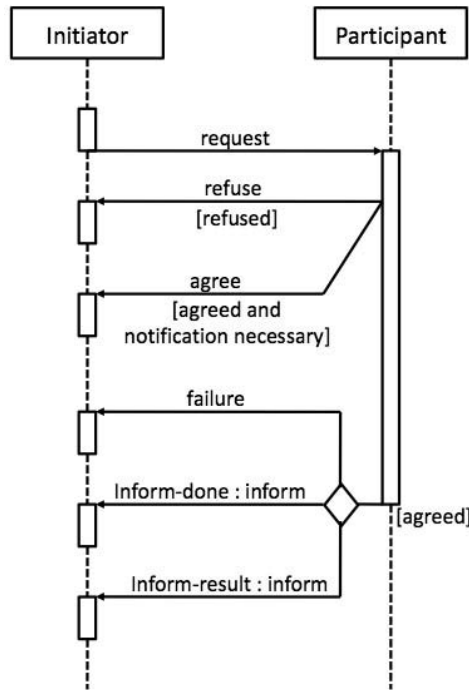 Initiator
Participant
request
refuse
[refused]
agree
[agreed and
notification necessary]
failure
Inform-done : inform
[agreed]
Inform-result : inform